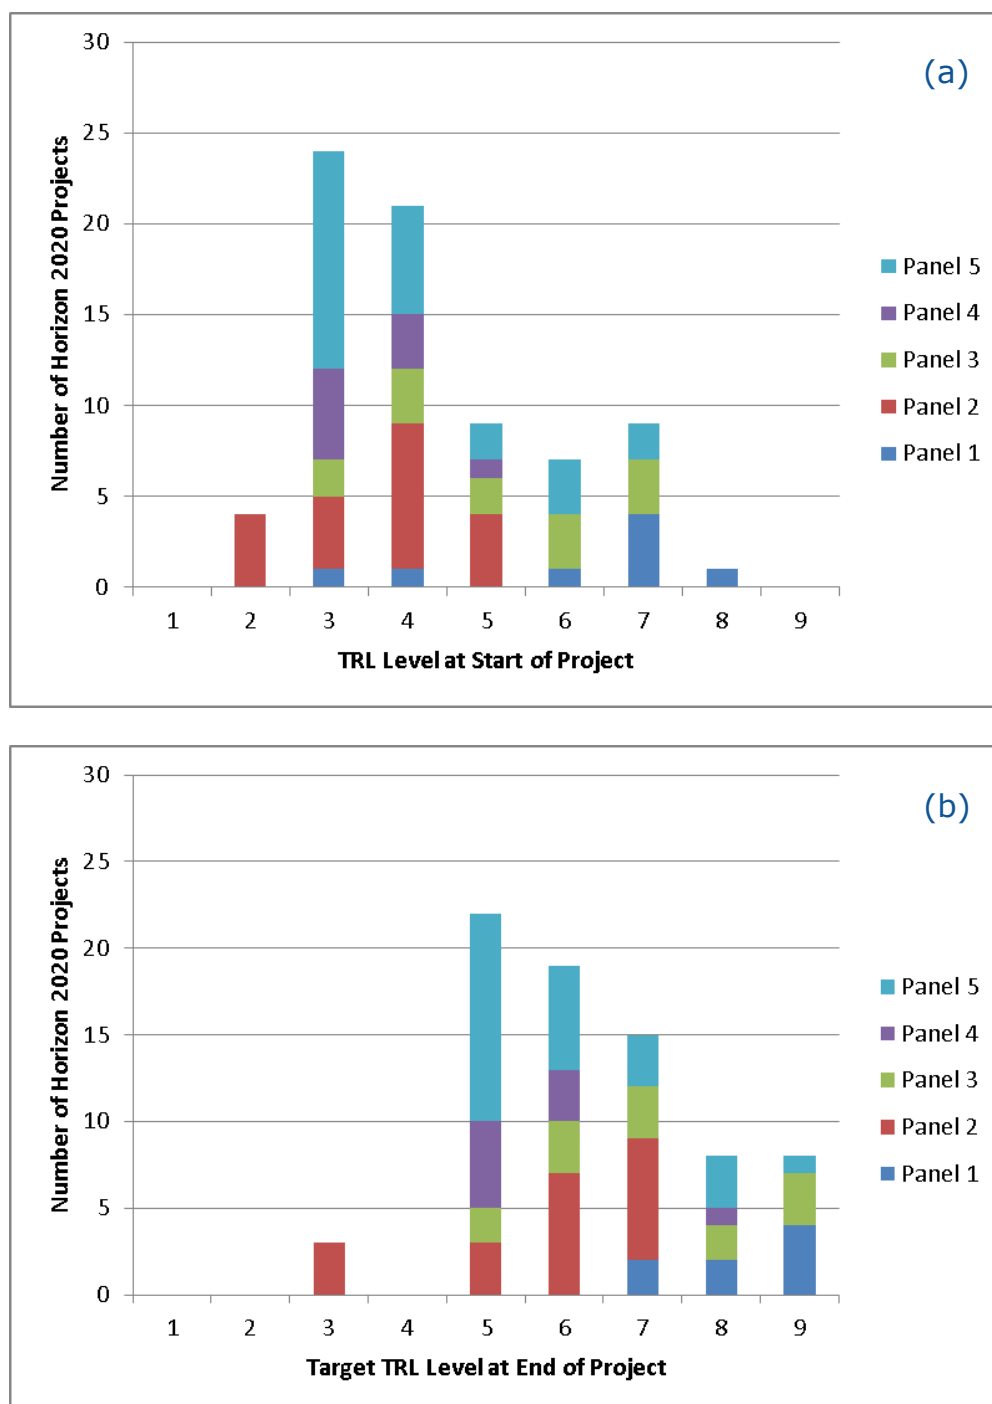 (a)
30
25
20
15
10
5
0
Number of Horizon 2020 Projects
1 2 3 4 5 6 7 8 9
TRL Level at Start of Project
Panel 5
Panel 4
Panel 3
Panel 2
Panel 1
(b)
30
25
20
15
10
5
0
Number of Horizon 2020 Projects
1 2 3 4 5 6 7 8 9
Target TRL Level at End of Project
Panel 5
Panel 4
Panel 3
Panel 2
Panel 1